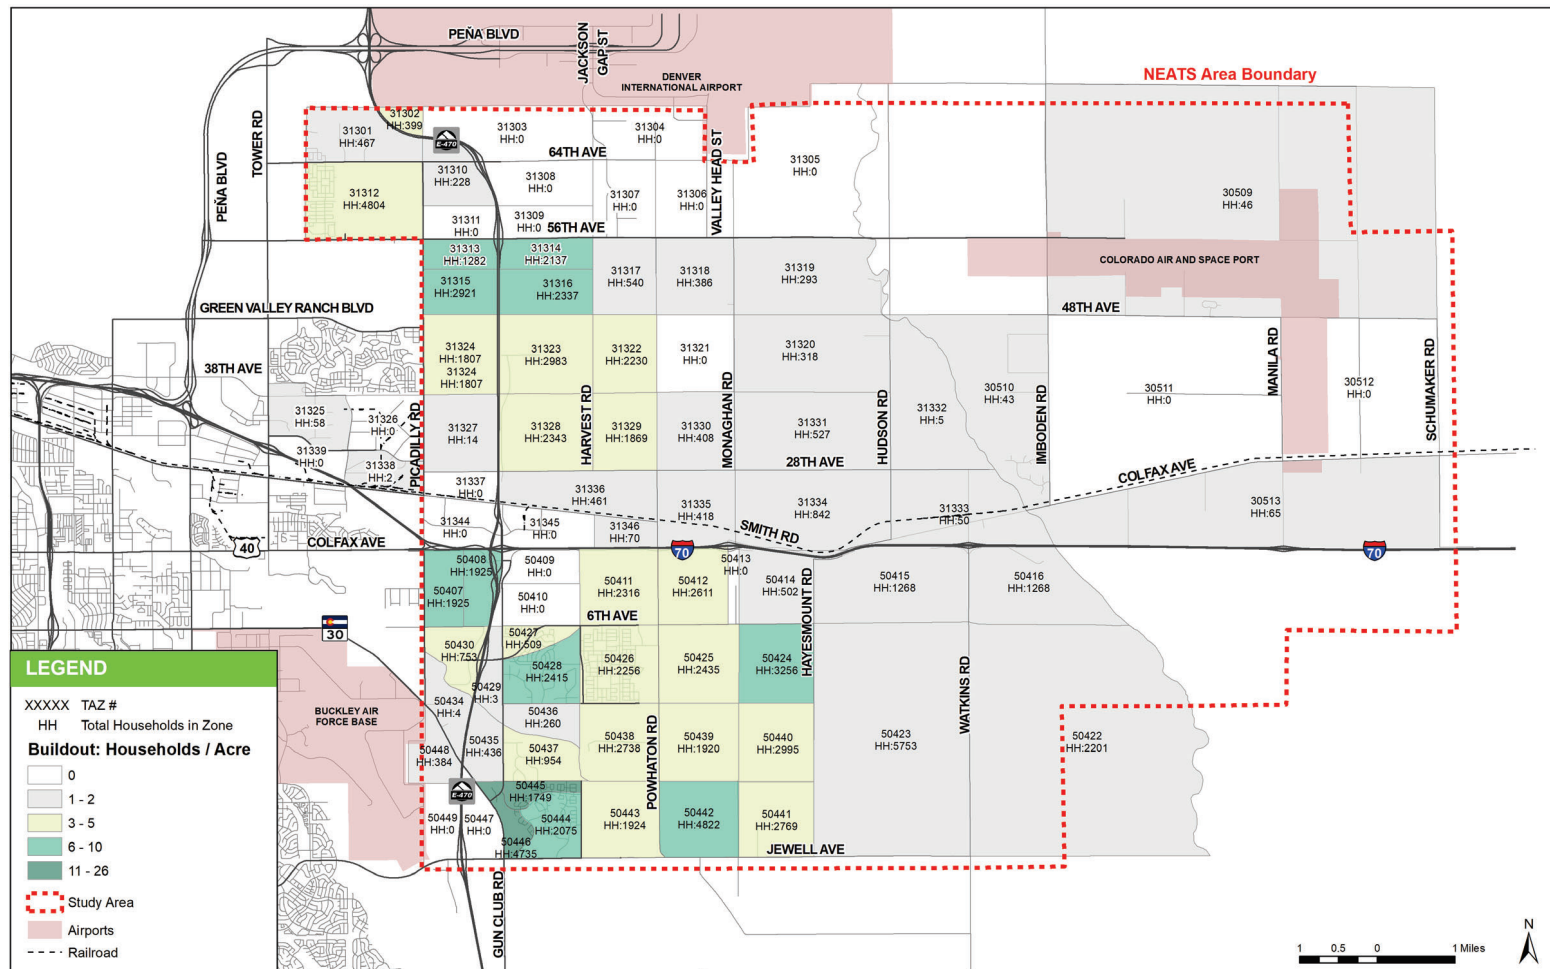 PEÑA BLVD
JACKSON GAP ST
DENVER
INTERNATIONAL AIRPORT
NEATS Area Boundary
TOWER RD
PEÑA BLVD
VALLEY HEAD ST
31302
HH:399
31301
HH:467
E-470
31303
HH:0
31304
HH:0
64TH AVE
31305
HH:0
31310
HH:228
31308
HH:0
31312
HH:4804
31307
HH:0
31306
HH:0
30509
HH:46
31311
HH:0
31309
HH:0
56TH AVE
31313
HH:1282
31314
HH:2137
31315
HH:2921
31316
HH:2337
31317
HH:540
31318
HH:386
31319
HH:293
COLORADO AIR AND SPACE PORT
GREEN VALLEY RANCH BLVD
48TH AVE
38TH AVE
31324
HH:1807
31324
HH:1807
31323
HH:2983
31322
HH:2230
31321
HH:0
31320
HH:318
MANILA RD
SCHUMAKER RD
PICADILLY RD
HARVEST RD
MONAGHAN RD
HUDSON RD
IMBODEN RD
30510
HH:43
30511
HH:0
30512
HH:0
31325
HH:58
31326
HH:0
31327
HH:14
31328
HH:2343
31329
HH:1869
31330
HH:408
31331
HH:527
31332
HH:5
31339
HH:0
31338
HH:2
28TH AVE
COLFAX AVE
31337
HH:0
31336
HH:461
31335
HH:418
31334
HH:842
31333
HH:50
30513
HH:65
31344
HH:0
31345
HH:0
31346
HH:70
SMITH RD
40
COLFAX AVE
70
70
50408
HH:1925
50409
HH:0
50413
HH:0
50407
HH:1925
50410
HH:0
50411
HH:2316
50412
HH:2611
50414
HH:502
50415
HH:1268
50416
HH:1268
HAYESMOUNT RD
6TH AVE
30
50430
HH:753
50427
HH:509
50428
HH:2415
50426
HH:2256
50425
HH:2435
50424
HH:3256
50429
HH:3
50434
HH:4
WATKINS RD
BUCKLEY AIR
FORCE BASE
50436
HH:260
50435
HH:436
50448
HH:384
50437
HH:954
50438
HH:2738
POWHATON RD
50439
HH:1920
50440
HH:2995
50423
HH:5753
50422
HH:2201
E-470
50445
HH:1749
50444
HH:2075
50443
HH:1924
50442
HH:4822
50441
HH:2769
50449
HH:0
50447
HH:0
50446
HH:4735
JEWELL AVE
GUN CLUB RD
LEGEND
XXXXX TAZ #
HH Total Households in Zone
Buildout: Households / Acre
0
1 - 2
3 - 5
6 - 10
11 - 26
Study Area
Airports
Railroad
N
1 0.5 0 1 Miles